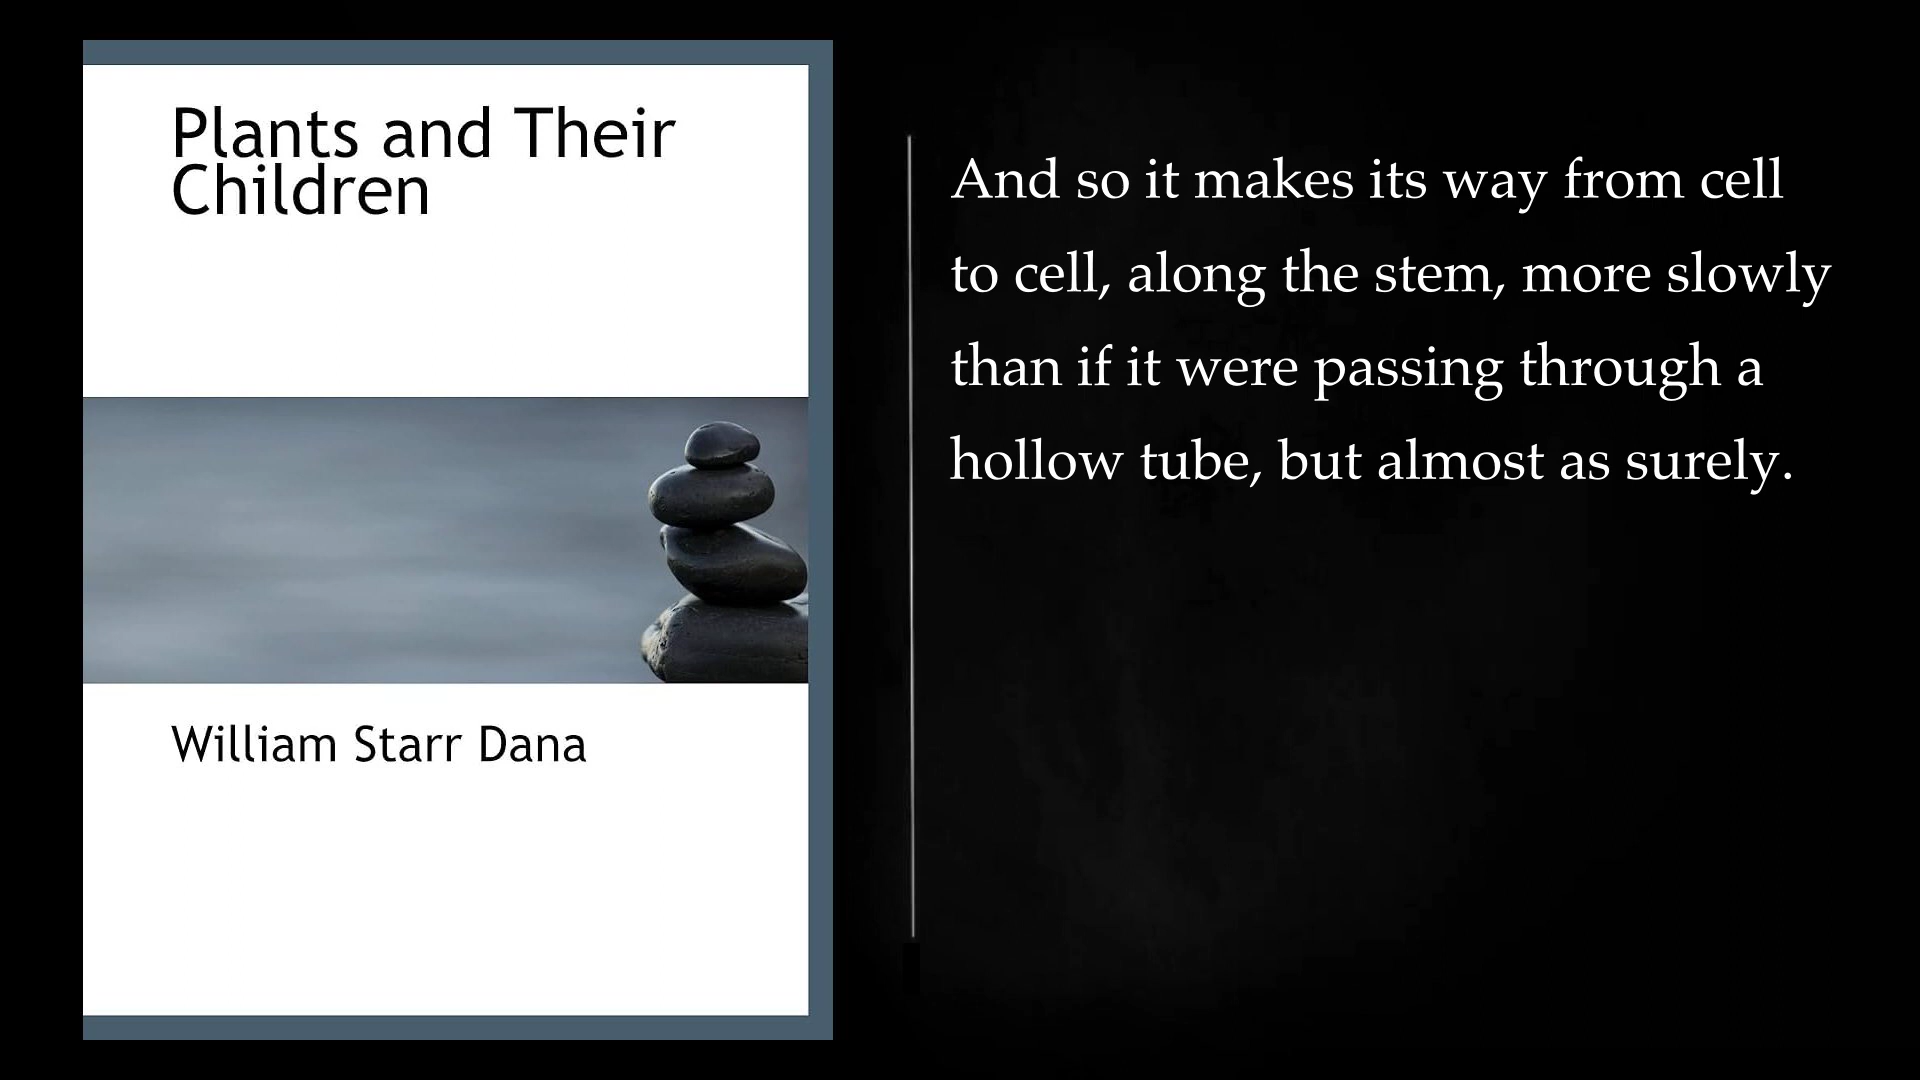 Plants and Their
Children
William Starr Dana
And so it makes its way from cell
to cell, along the stem, more slowly
than if it were passing through a
hollow tube, but almost as surely.